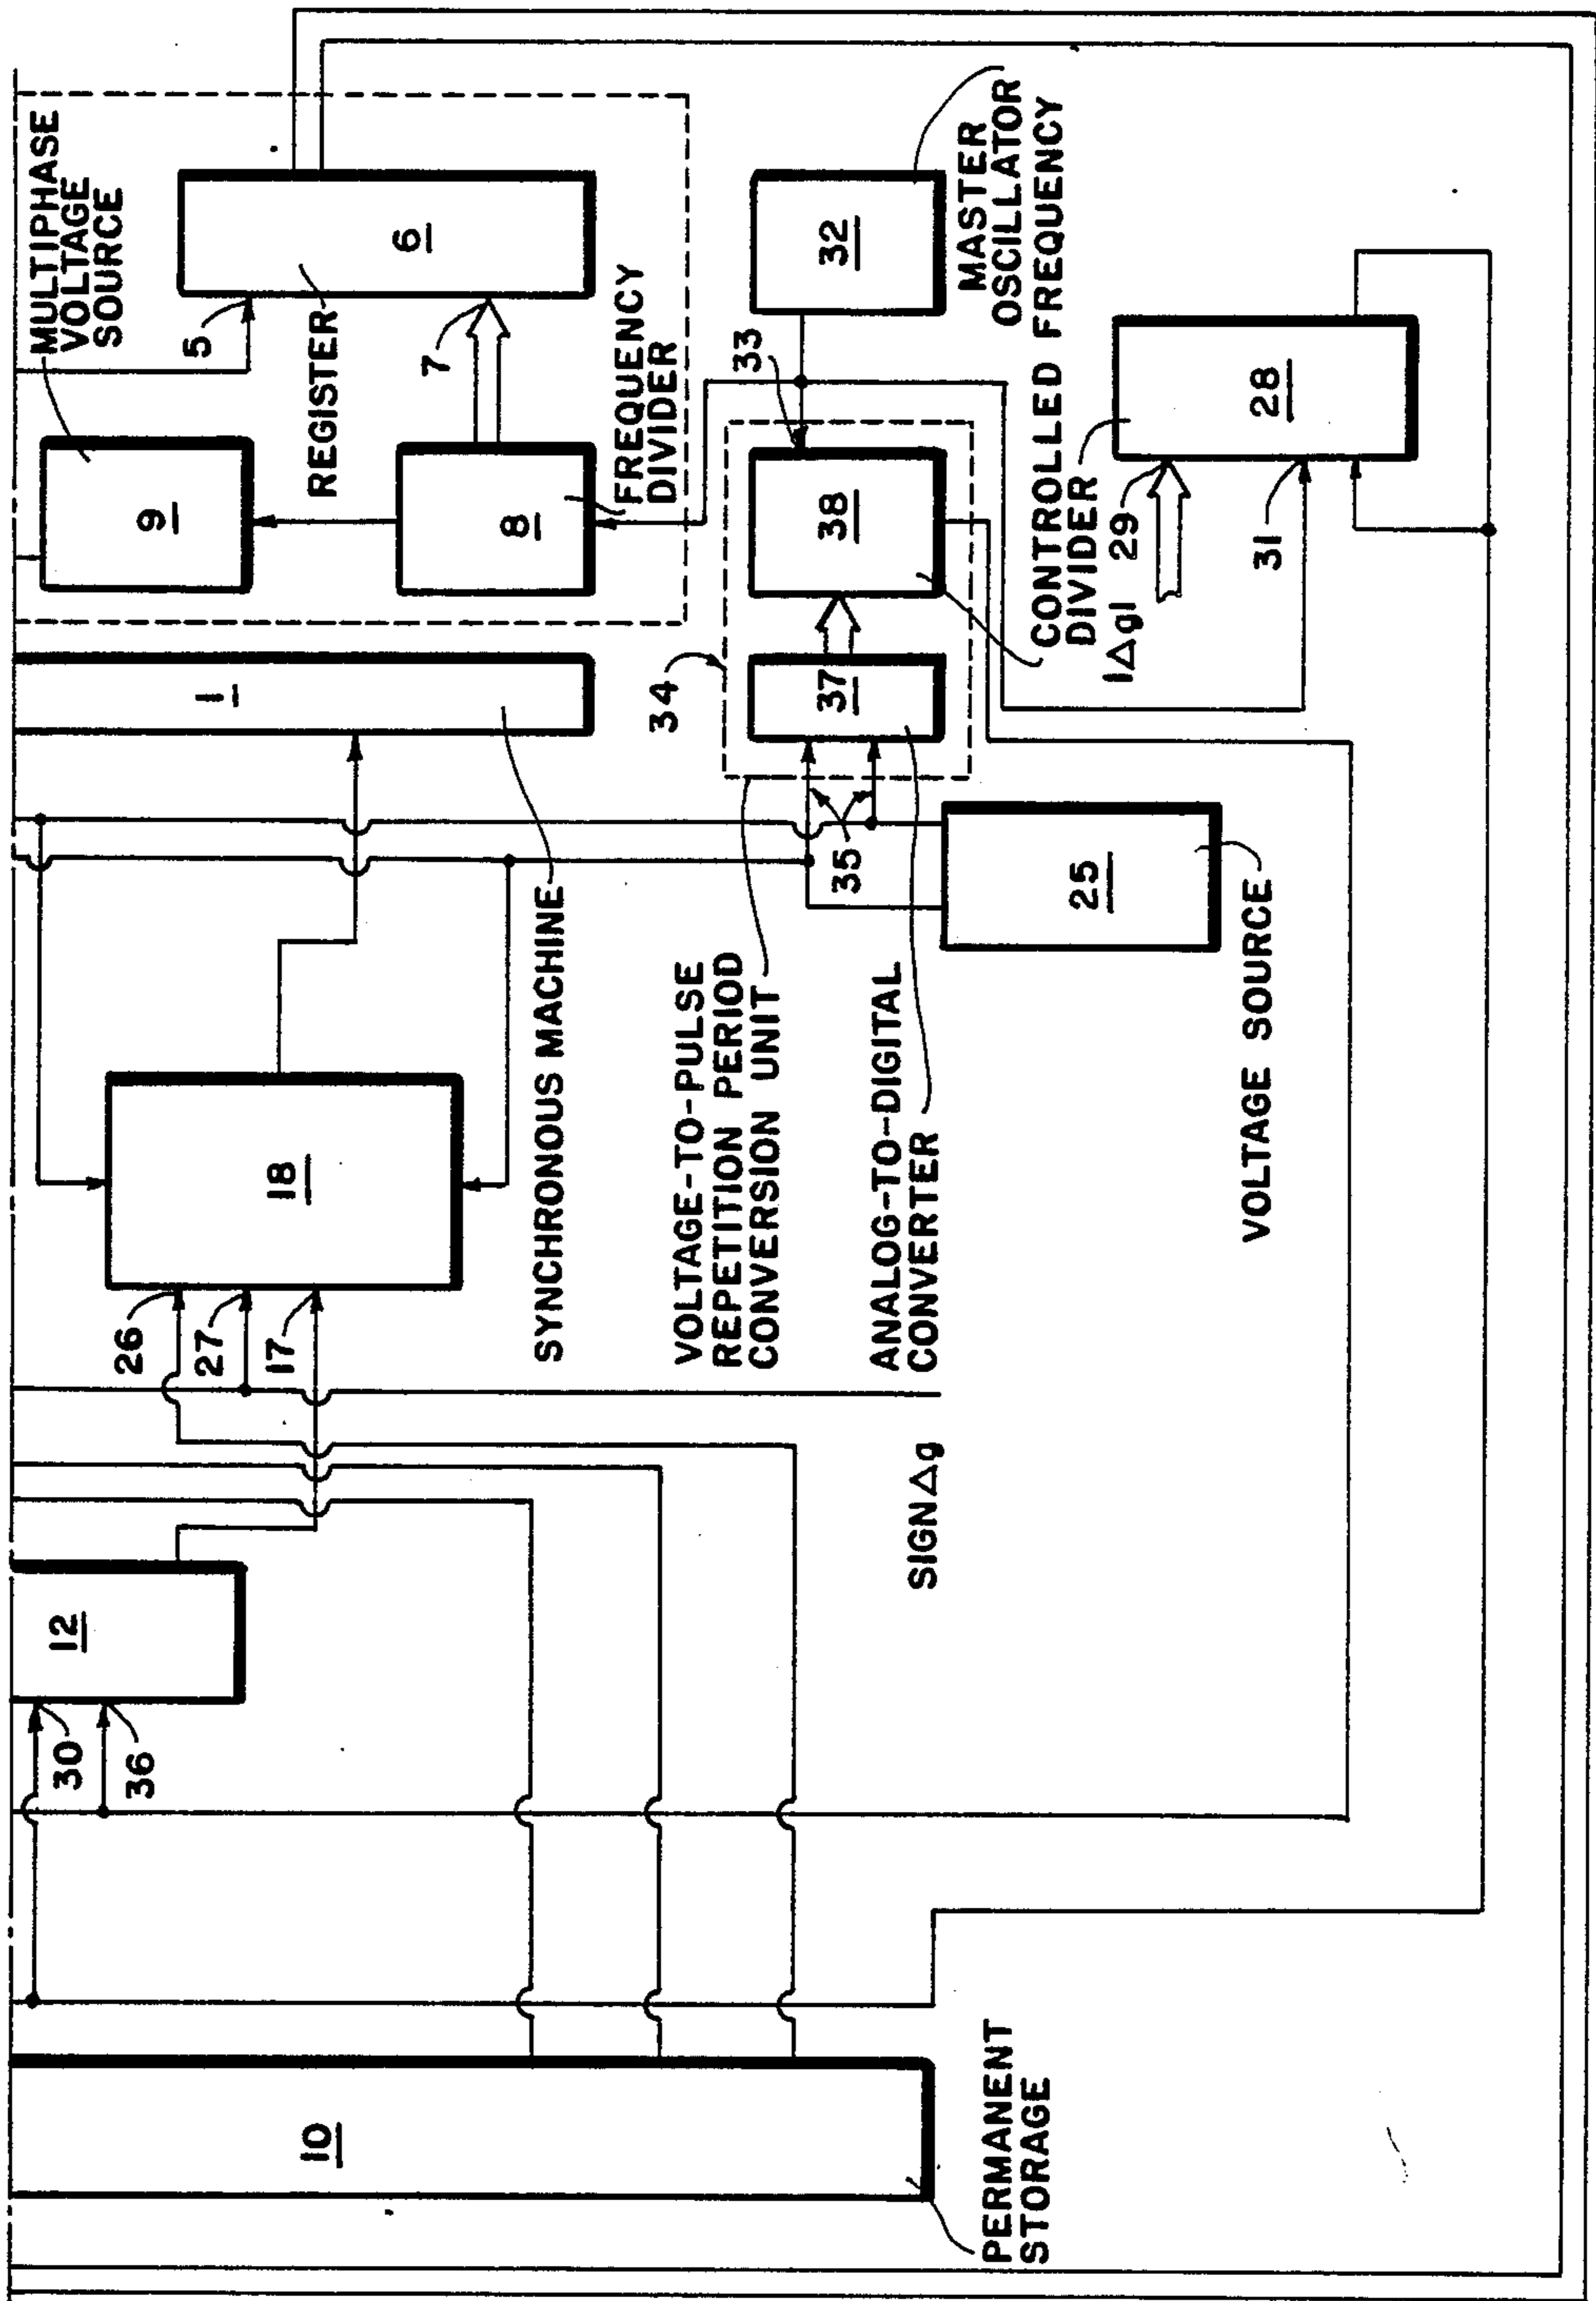 MULTIPHASE
VOLTAGE
SOURCE
9
5
6
REGISTER
7
8
FREQUENCY
DIVIDER
1
SYNCHRONOUS MACHINE
18
26
27
17
12
30
36
10
PERMANENT
STORAGE
33
32
MASTER
OSCILLATOR
34
38
37
35
CONTROLLED FREQUENCY
DIVIDER
VOLTAGE-TO-PULSE
REPETITION PERIOD
CONVERSION UNIT
ANALOG-TO-DIGITAL
CONVERTER
25
VOLTAGE SOURCE
SIGN Δg
|Δg|
29
31
28